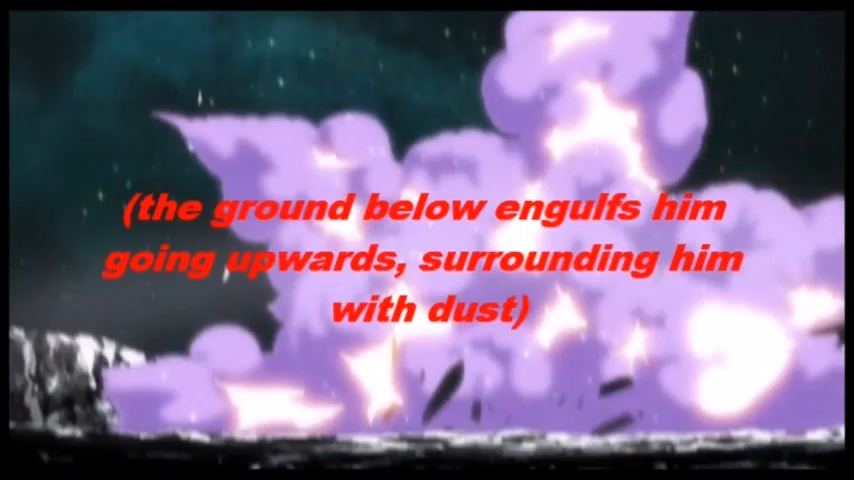 (the ground below engulfs him
going upwards, surrounding him
with dust)